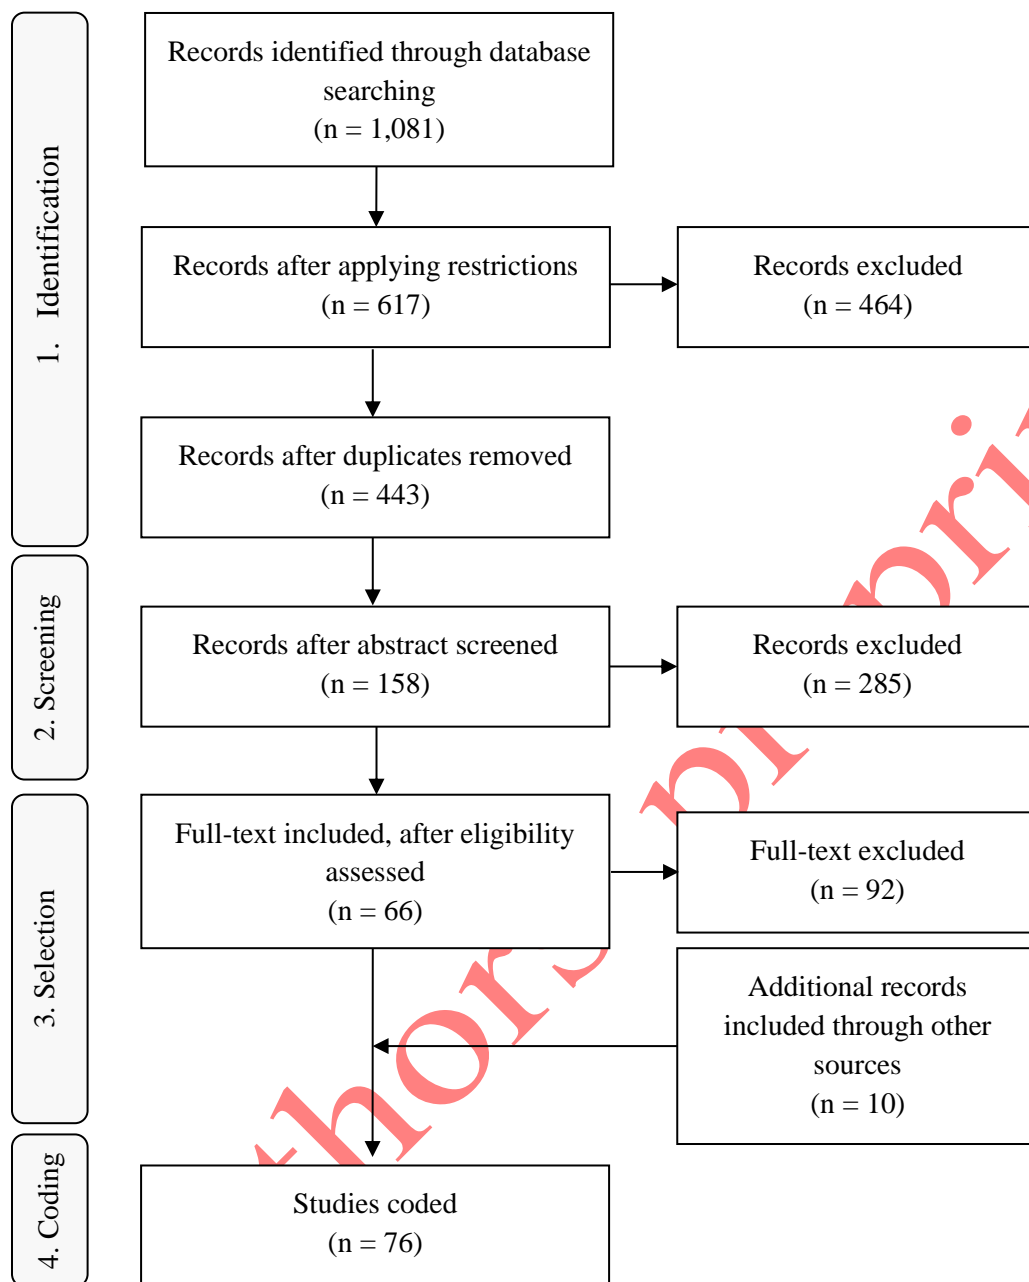 1. Identification
Records identified through database
searching
(n = 1,081)
Records after applying restrictions
(n = 617)
Records excluded
(n = 464)
Records after duplicates removed
(n = 443)
2. Screening
Records after abstract screened
(n = 158)
Records excluded
(n = 285)
3. Selection
Full-text included, after eligibility
assessed
(n = 66)
Full-text excluded
(n = 92)
Additional records
included through other
sources
(n = 10)
4. Coding
Studies coded
(n = 76)